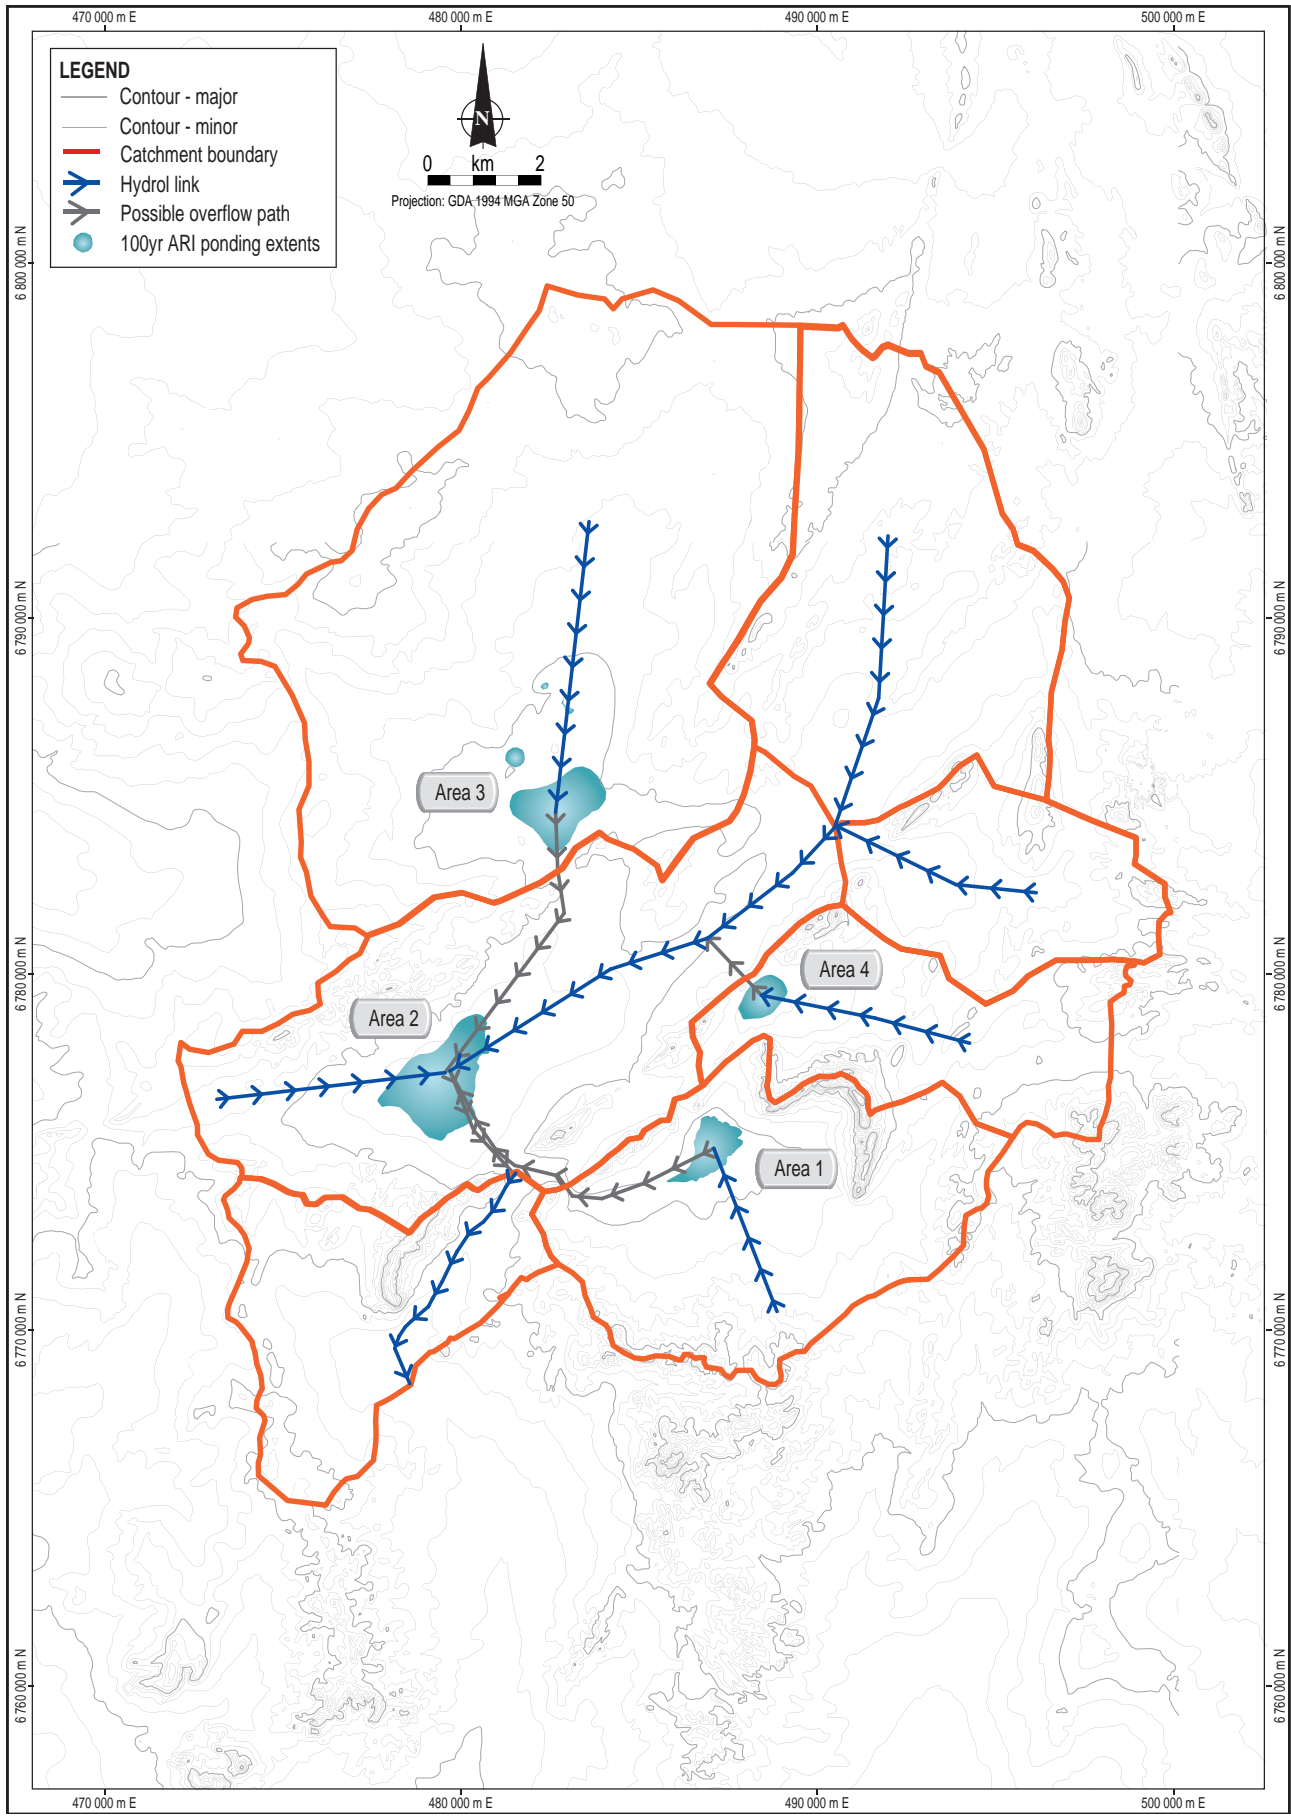 470 000 m E
480 000 m E
490 000 m E
500 000 m E
LEGEND
Contour - major
Contour - minor
Catchment boundary
Hydrol link
Possible overflow path
100yr ARI ponding extents
N
0 km 2
Projection: GDA 1994 MGA Zone 50
6 800 000 m N
6 800 000 m N
6 790 000 m N
6 790 000 m N
Area 3
Area 4
Area 2
6 780 000 m N
6 780 000 m N
Area 1
6 770 000 m N
6 770 000 m N
6 760 000 m N
6 760 000 m N
470 000 m E
480 000 m E
490 000 m E
500 000 m E